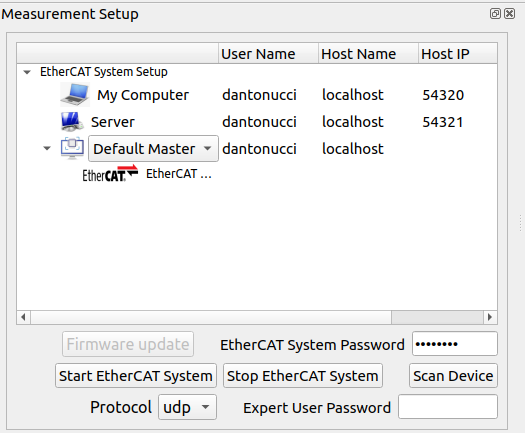 Measurement Setup
User Name Host Name Host IP
EtherCAT System Setup
My Computer dantonucci localhost 54320
Server dantonucci localhost 54321
Default Master dantonucci localhost
EtherCAT EtherCAT ...
Firmware update EtherCAT System Password ••••••••
Start EtherCAT System Stop EtherCAT System Scan Device
Protocol udp Expert User Password